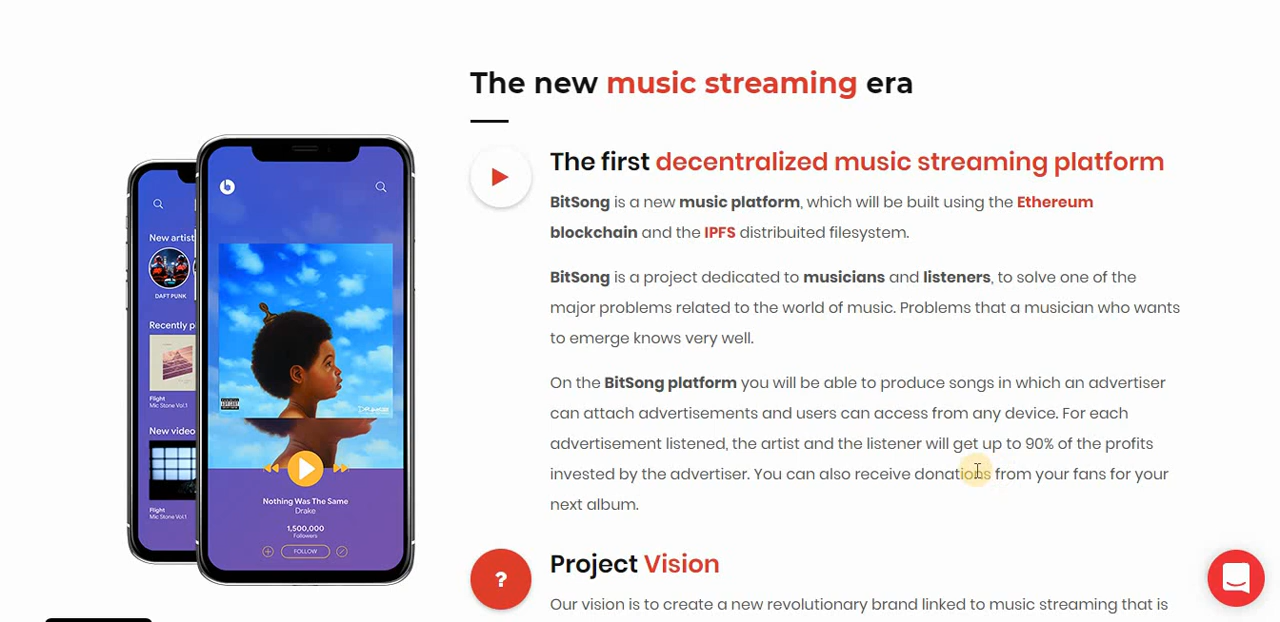 The new music streaming era
The first decentralized music streaming platform
BitSong is a new music platform, which will be built using the Ethereum
blockchain and the IPFS distribuited filesystem.
BitSong is a project dedicated to musicians and listeners, to solve one of the
major problems related to the world of music. Problems that a musician who wants
to emerge knows very well.
On the BitSong platform you will be able to produce songs in which an advertiser
can attach advertisements and users can access from any device. For each
advertisement listened, the artist and the listener will get up to 90% of the profits
invested by the advertiser. You can also receive donations from your fans for your
next album.
?
Project Vision
Our vision is to create a new revolutionary brand linked to music streaming that is
New artist
DAFT PUNK
Recently p
Flight
Mic Stone Vol.1
New video
Flight
Mic Stone Vol.1
b
Nothing Was The Same
Drake
1,500,000
Followers
FOLLOW